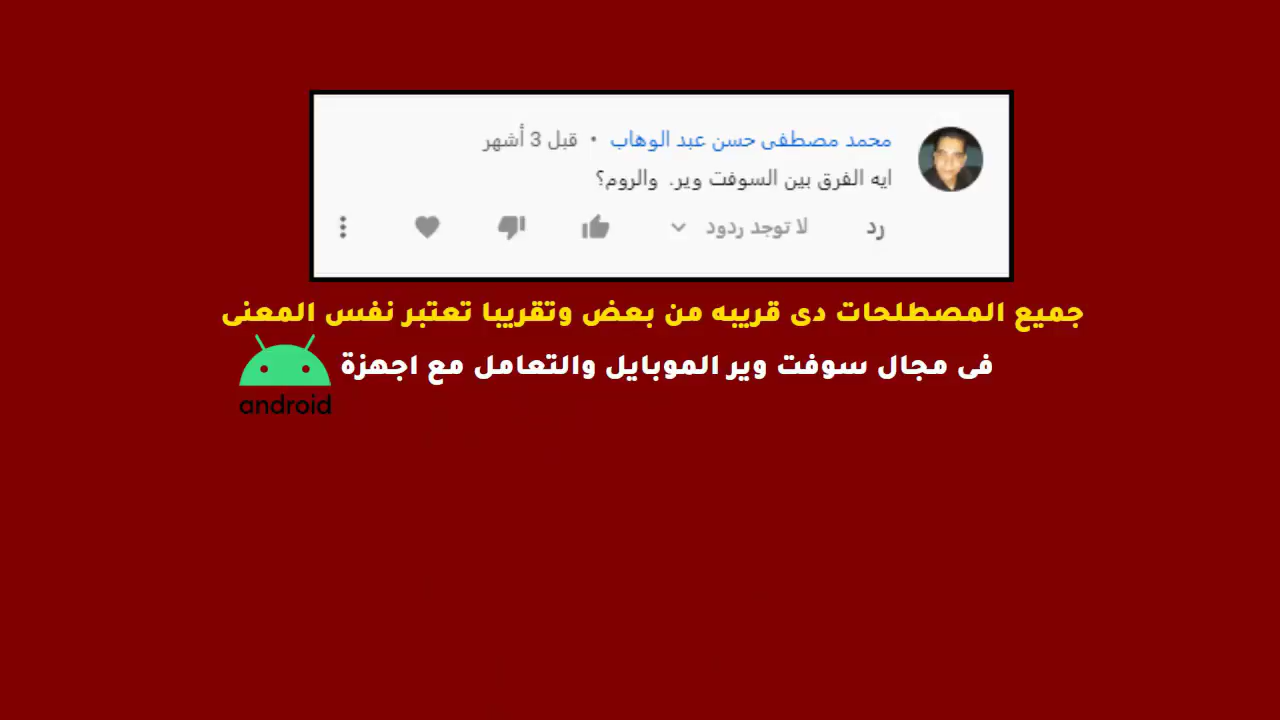 محمد مصطفى حسن عبد الوهاب • قبل 3 أشهر
ايه الفرق بين السوفت وير. والروم؟
رد لا توجد ردود
جميع المصطلحات دى قريبه من بعض وتقريبا تعتبر نفس المعنى
فى مجال سوفت وير الموبايل والتعامل مع اجهزة
android